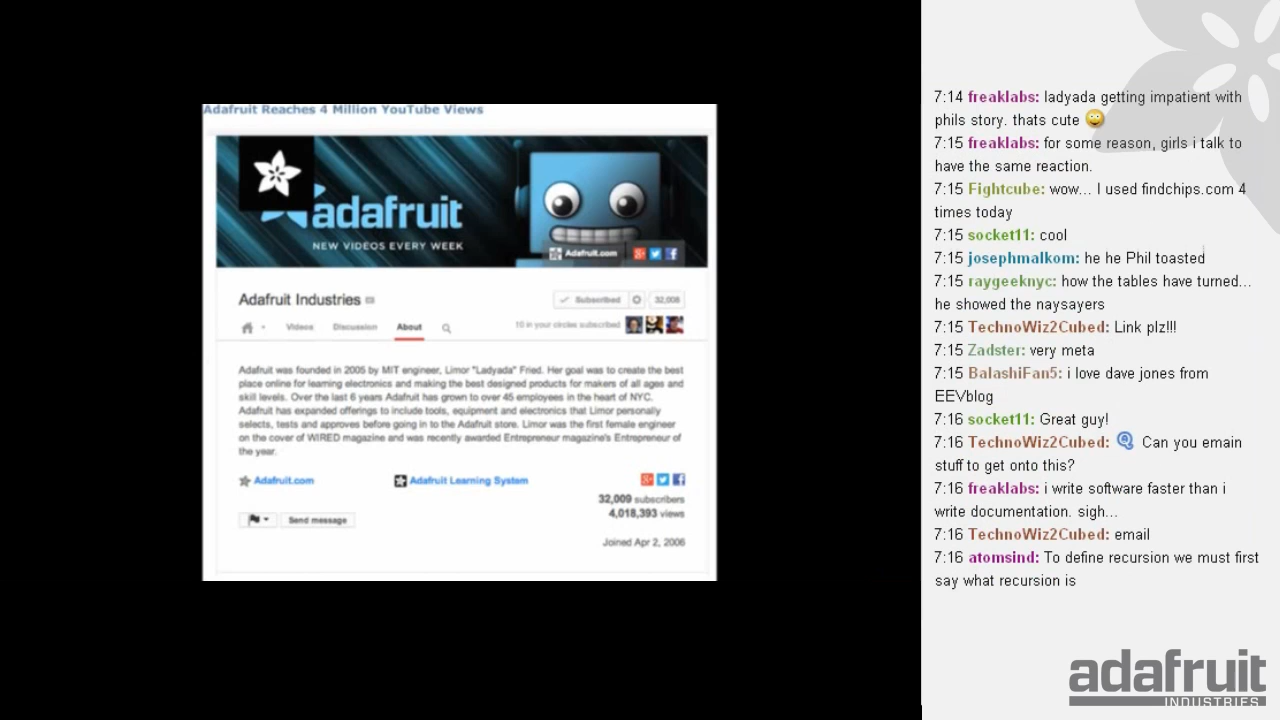 Adafruit Reaches 4 Million YouTube Views
adafruit
NEW VIDEOS EVERY WEEK
Adafruit.com
Adafruit Industries
Subscribed
32,008
Videos
Discussion
About
10 in your circles subscribed
Adafruit was founded in 2005 by MIT engineer, Limor "Ladyada" Fried. Her goal was to create the best
place online for learning electronics and making the best designed products for makers of all ages and
skill levels. Over the last 6 years Adafruit has grown to over 45 employees in the heart of NYC.
Adafruit has expanded offerings to include tools, equipment and electronics that Limor personally
selects, tests and approves before going in to the Adafruit store. Limor was the first female engineer
on the cover of WIRED magazine and was recently awarded Entrepreneur magazine's Entrepreneur of
the year.
Adafruit.com
Adafruit Learning System
32,009 subscribers
4,018,393 views
Send message
Joined Apr 2, 2006
7:14 freaklabs: ladyada getting impatient with
phils story. thats cute
7:15 freaklabs: for some reason, girls i talk to
have the same reaction.
7:15 Fightcube: wow... I used findchips.com 4
times today
7:15 socket11: cool
7:15 josephmalkom: he he Phil toasted
7:15 raygeeknyc: how the tables have turned...
he showed the naysayers
7:15 TechnoWiz2Cubed: Link plz!!!
7:15 Zadster: very meta
7:15 BalashiFan5: i love dave jones from
EEVblog
7:16 socket11: Great guy!
7:16 TechnoWiz2Cubed: Can you emain
stuff to get onto this?
7:16 freaklabs: i write software faster than i
write documentation. sigh...
7:16 TechnoWiz2Cubed: email
7:16 atomsind: To define recursion we must first
say what recursion is
adafruit
INDUSTRIES